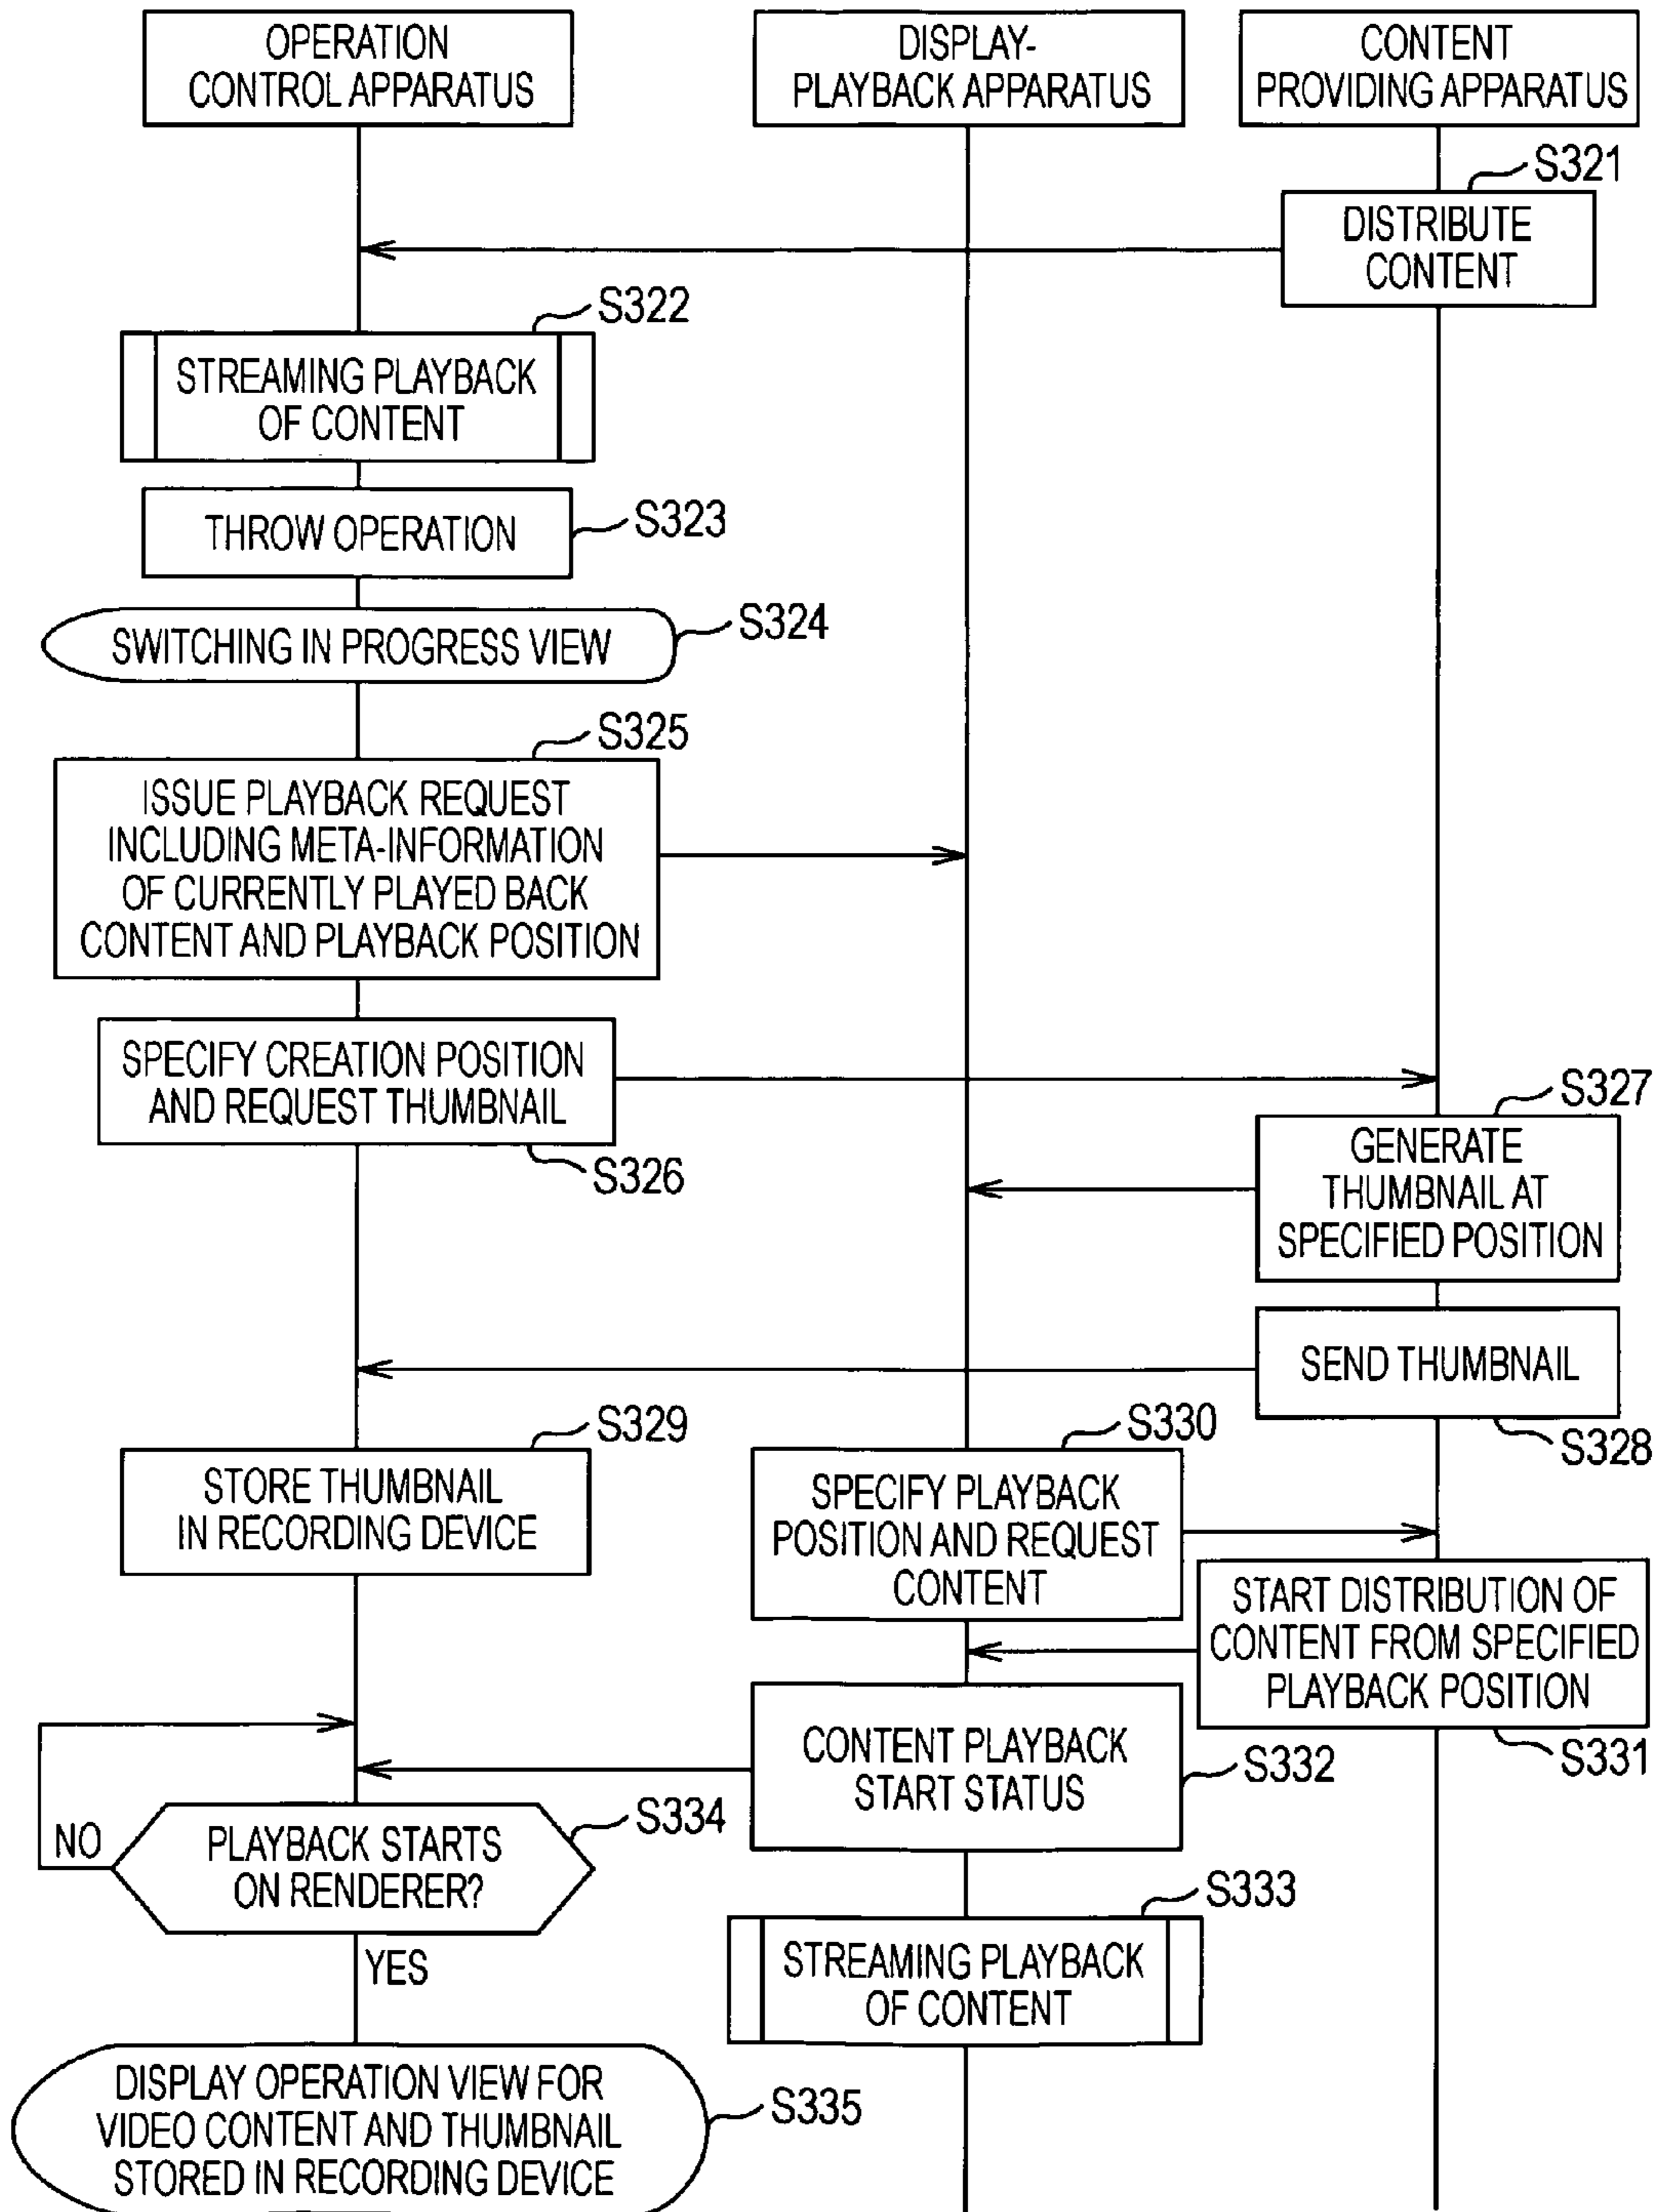 OPERATION
CONTROL APPARATUS
DISPLAY-
PLAYBACK APPARATUS
CONTENT
PROVIDING APPARATUS
S321
DISTRIBUTE
CONTENT
S322
STREAMING PLAYBACK
OF CONTENT
THROW OPERATION
S323
SWITCHING IN PROGRESS VIEW
S324
S325
ISSUE PLAYBACK REQUEST
INCLUDING META-INFORMATION
OF CURRENTLY PLAYED BACK
CONTENT AND PLAYBACK POSITION
SPECIFY CREATION POSITION
AND REQUEST THUMBNAIL
S326
S327
GENERATE
THUMBNAIL AT
SPECIFIED POSITION
SEND THUMBNAIL
S328
S329
STORE THUMBNAIL
IN RECORDING DEVICE
S330
SPECIFY PLAYBACK
POSITION AND REQUEST
CONTENT
START DISTRIBUTION OF
CONTENT FROM SPECIFIED
PLAYBACK POSITION
S331
CONTENT PLAYBACK
START STATUS
S332
S334
NO
PLAYBACK STARTS
ON RENDERER?
YES
S333
STREAMING PLAYBACK
OF CONTENT
DISPLAY OPERATION VIEW FOR
VIDEO CONTENT AND THUMBNAIL
STORED IN RECORDING DEVICE
S335